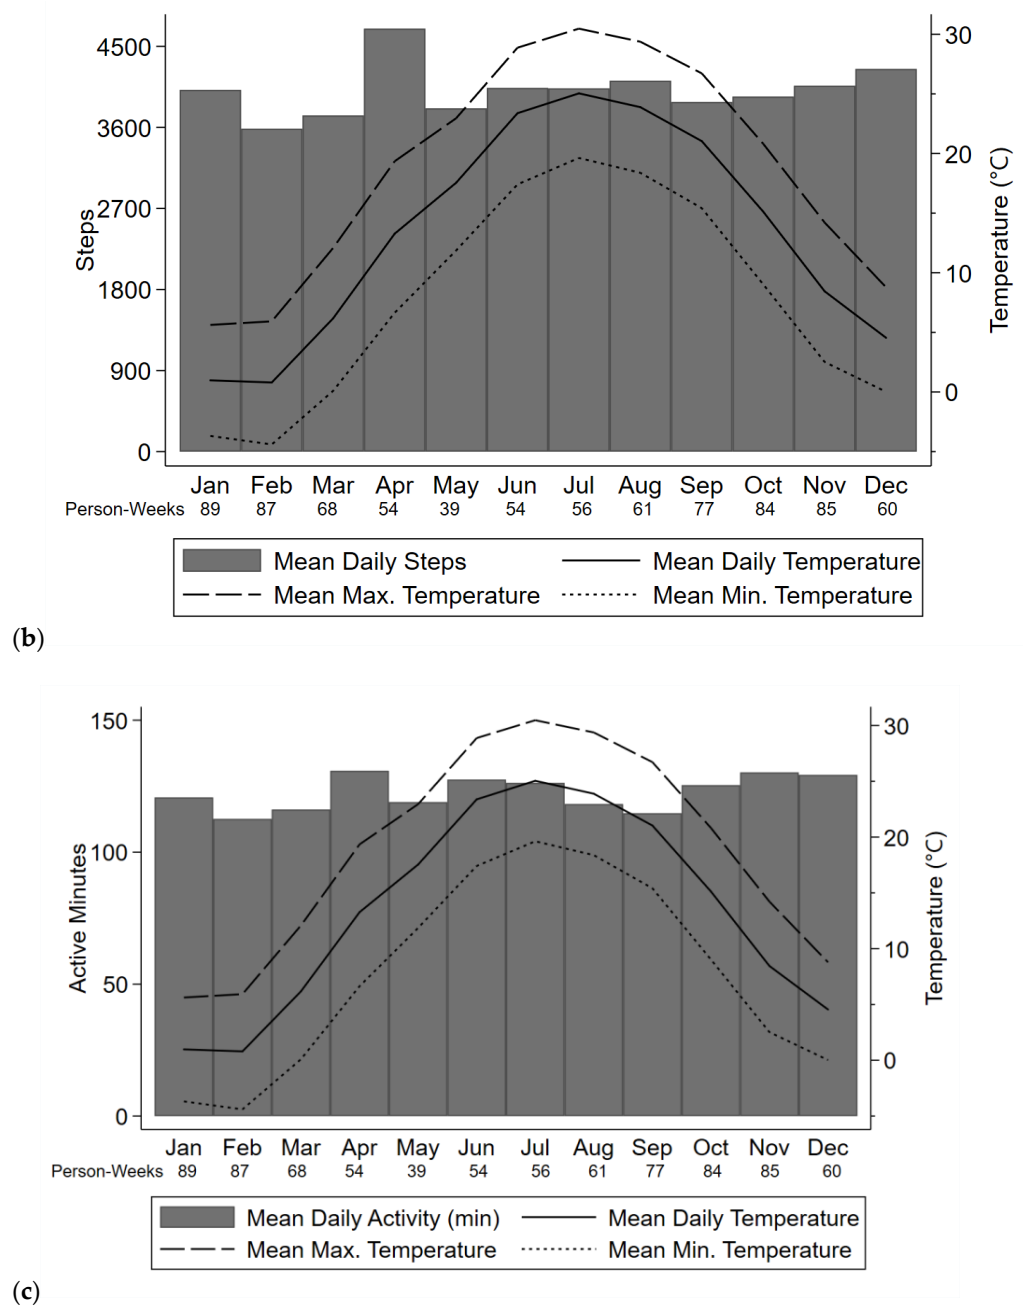 4500
3600
2700
1800
900
0
Steps
30
20
10
0
Temperature (°C)
Jan Feb Mar Apr May Jun Jul Aug Sep Oct Nov Dec
Person-Weeks 89 87 68 54 39 54 56 61 77 84 85 60
Mean Daily Steps Mean Daily Temperature
Mean Max. Temperature Mean Min. Temperature
(b)
150
100
50
0
Active Minutes
30
20
10
0
Temperature (°C)
Jan Feb Mar Apr May Jun Jul Aug Sep Oct Nov Dec
Person-Weeks 89 87 68 54 39 54 56 61 77 84 85 60
Mean Daily Activity (min) Mean Daily Temperature
Mean Max. Temperature Mean Min. Temperature
(c)